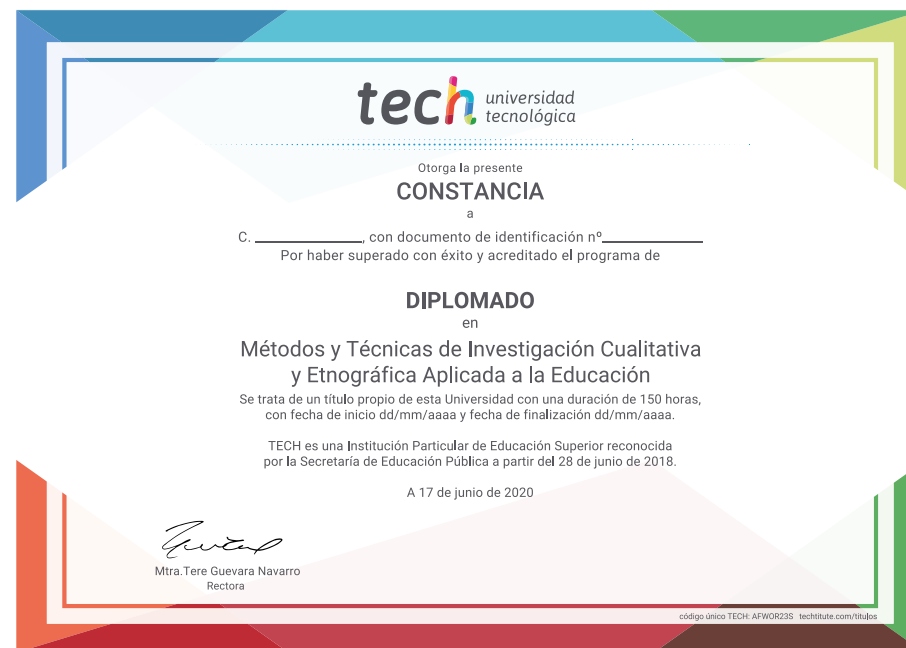 tech universidad
tecnológica
Otorga la presente
CONSTANCIA
a
C. ____________, con documento de identificación nº____________
Por haber superado con éxito y acreditado el programa de
DIPLOMADO
en
Métodos y Técnicas de Investigación Cualitativa
y Etnográfica Aplicada a la Educación
Se trata de un título propio de esta Universidad con una duración de 150 horas,
con fecha de inicio dd/mm/aaaa y fecha de finalización dd/mm/aaaa.
TECH es una Institución Particular de Educación Superior reconocida
por la Secretaría de Educación Pública a partir del 28 de junio de 2018.
A 17 de junio de 2020
Mtra.Tere Guevara Navarro
Rectora
código único TECH: AFWOR23S techtitute.com/titulos